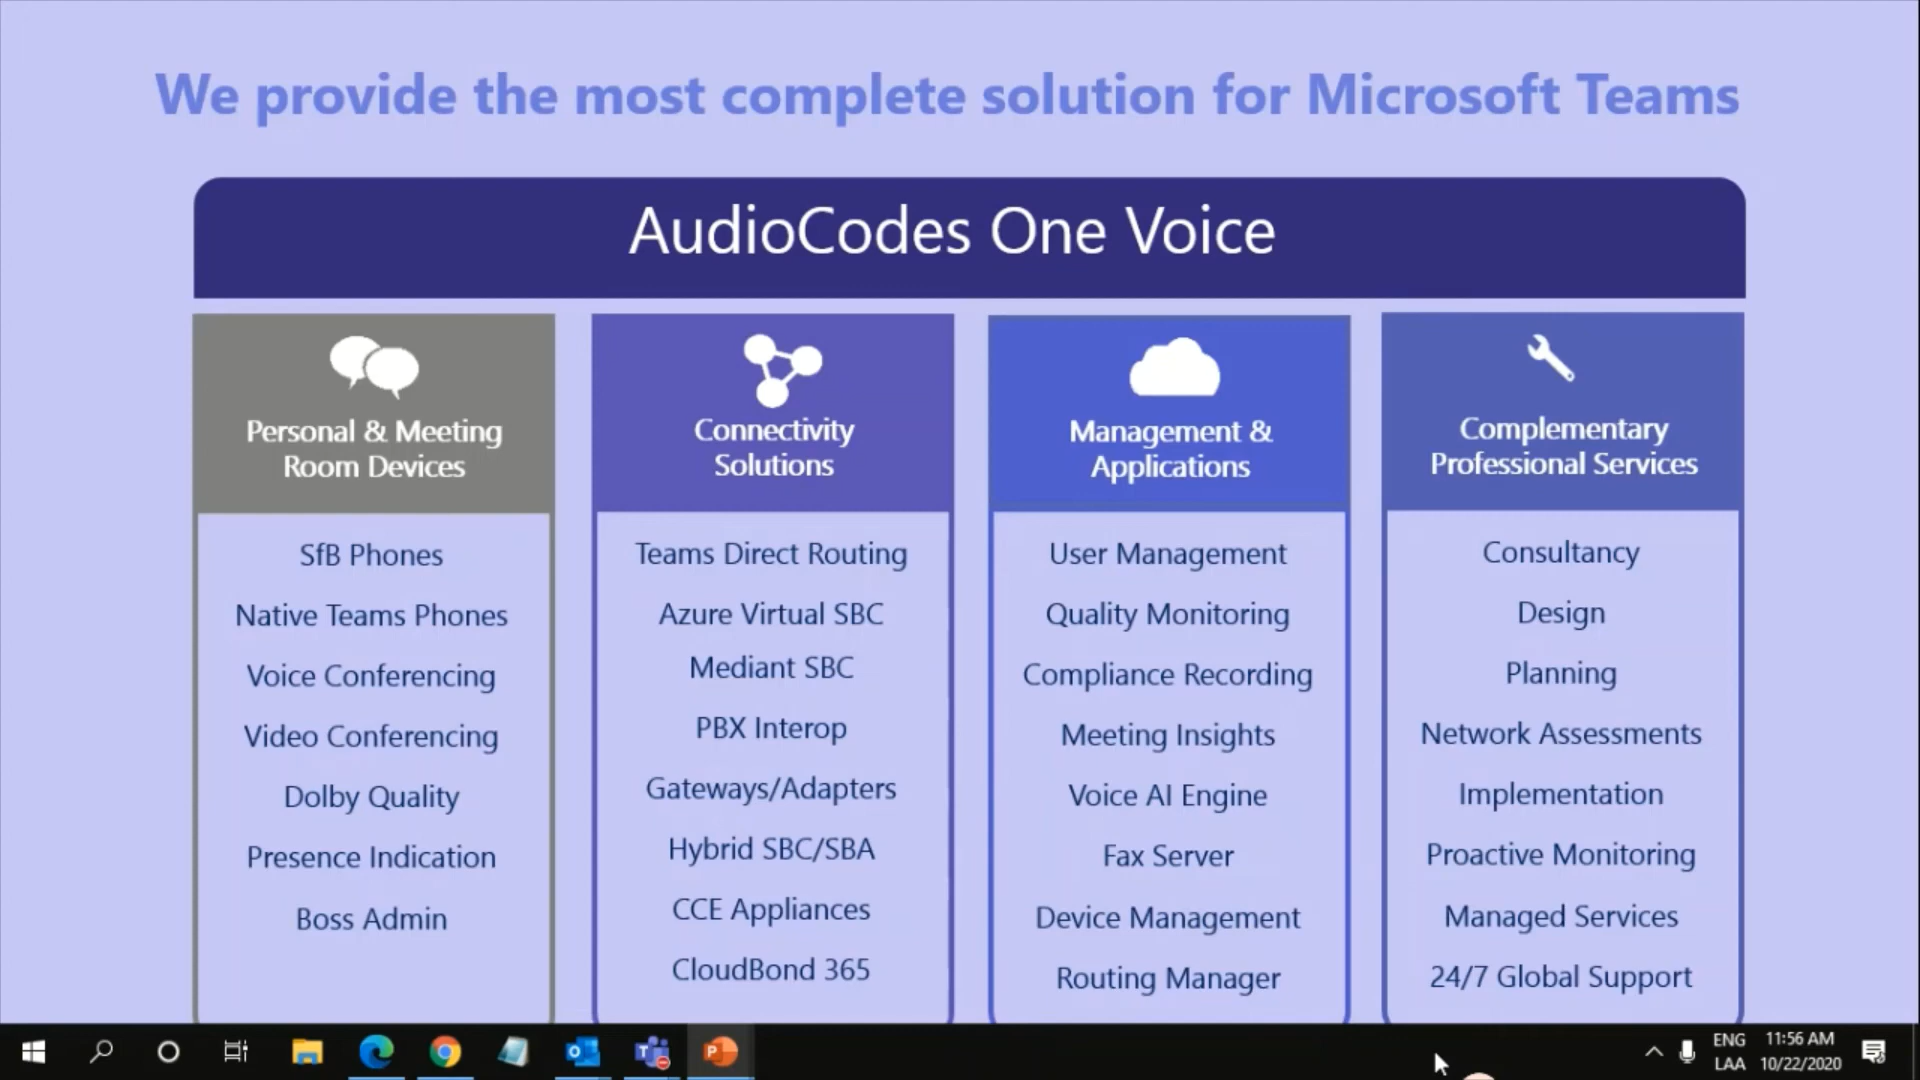 We provide the most complete solution for Microsoft Teams
AudioCodes One Voice
Personal & Meeting
Room Devices
SfB Phones
Native Teams Phones
Voice Conferencing
Video Conferencing
Dolby Quality
Presence Indication
Boss Admin
Connectivity
Solutions
Teams Direct Routing
Azure Virtual SBC
Mediant SBC
PBX Interop
Gateways/Adapters
Hybrid SBC/SBA
CCE Appliances
CloudBond 365
Management &
Applications
User Management
Quality Monitoring
Compliance Recording
Meeting Insights
Voice AI Engine
Fax Server
Device Management
Routing Manager
Complementary
Professional Services
Consultancy
Design
Planning
Network Assessments
Implementation
Proactive Monitoring
Managed Services
24/7 Global Support
ENG
LAA
11:56 AM
10/22/2020